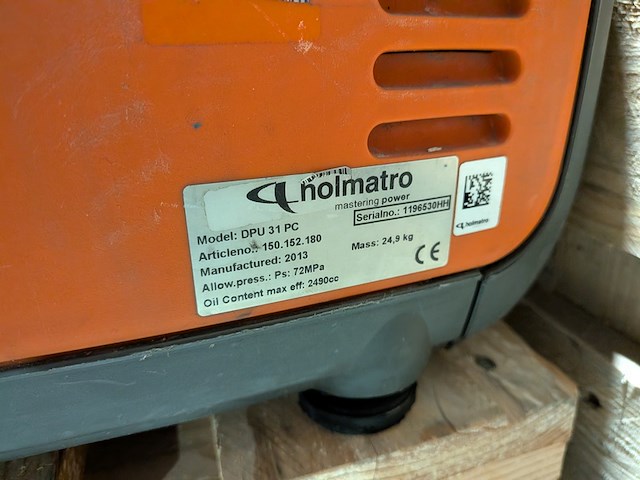 holmatro
mastering power
Serialno.: 1196530HH
Model: DPU 31 PC
Articleno.: 150.152.180
Mass: 24,9 kg
Manufactured: 2013
Allow.press.: Ps: 72MPa
Oil Content max eff: 2490cc
CE
holmatro